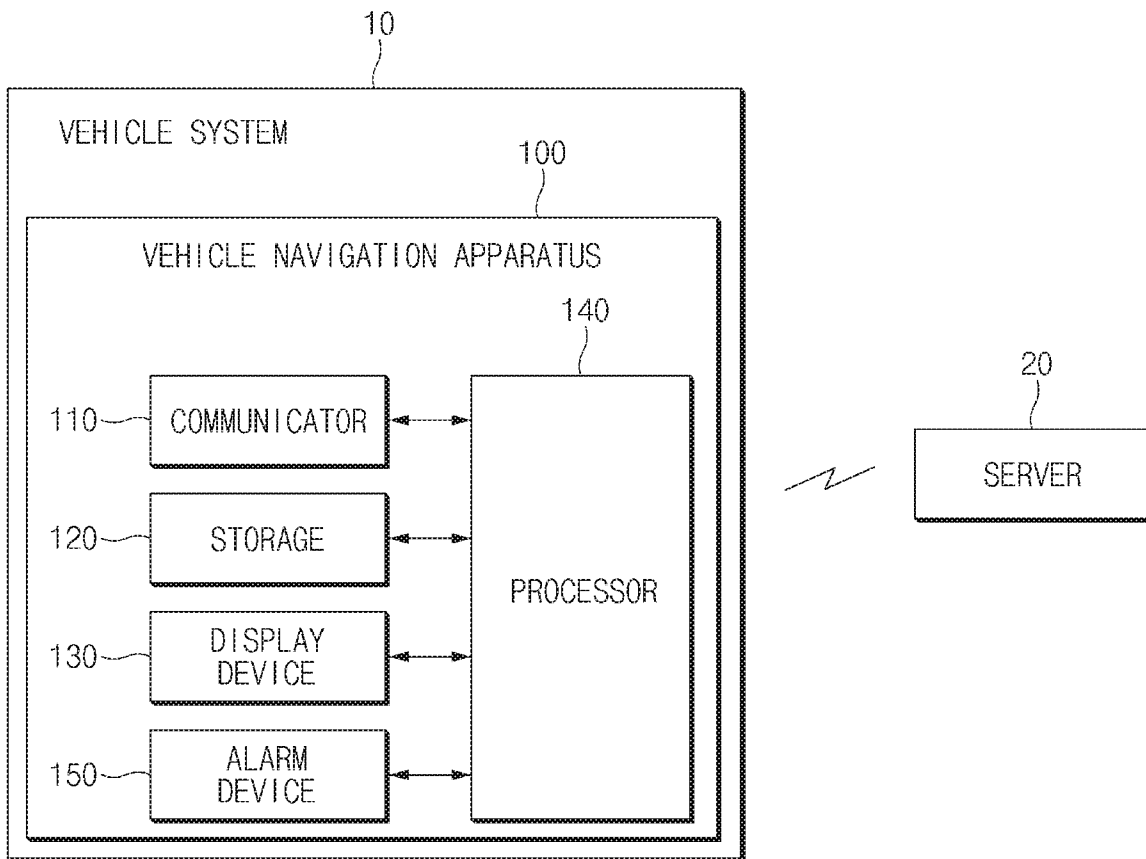 10
VEHICLE SYSTEM
100
VEHICLE NAVIGATION APPARATUS
140
20
110
COMMUNICATOR
SERVER
120
STORAGE
PROCESSOR
130
DISPLAY
DEVICE
150
ALARM
DEVICE